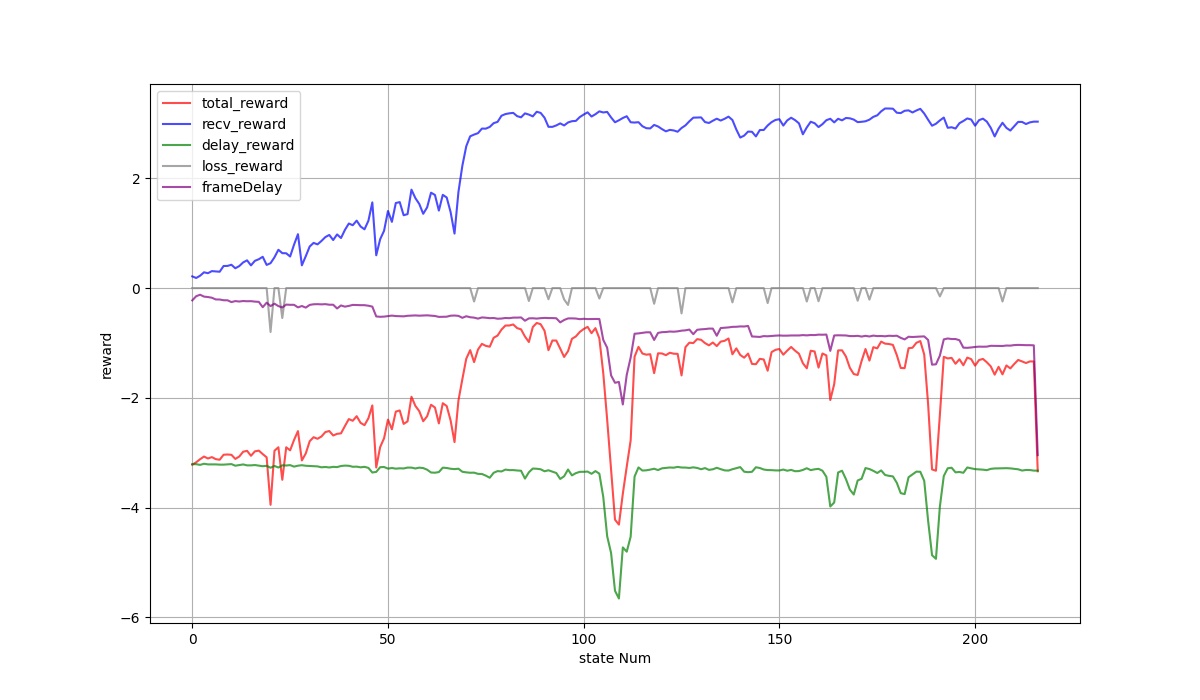 total_reward
recv_reward
delay_reward
loss_reward
frameDelay
2
0
−2
−4
−6
reward
0
50
100
150
200
state Num